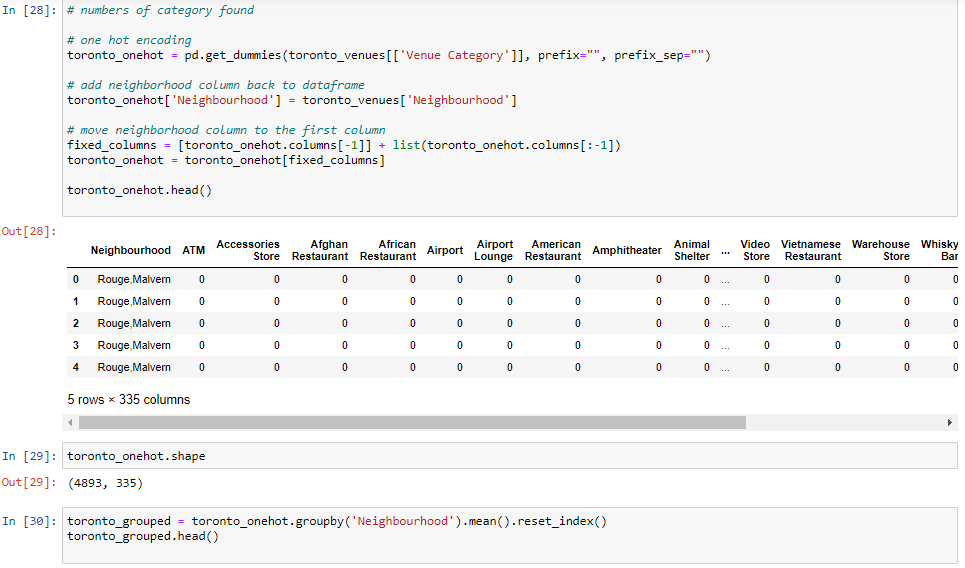 In [28]: # numbers of category found
# one hot encoding
toronto_onehot = pd.get_dummies(toronto_venues[['Venue Category']], prefix="", prefix_sep="")
# add neighborhood column back to dataframe
toronto_onehot['Neighbourhood'] = toronto_venues['Neighbourhood']
# move neighborhood column to the first column
fixed_columns = [toronto_onehot.columns[-1]] + list(toronto_onehot.columns[:-1])
toronto_onehot = toronto_onehot[fixed_columns]
toronto_onehot.head()
Out[28]:
Neighbourhood ATM Accessories Store Afghan Restaurant African Restaurant Airport Airport Lounge American Restaurant Amphitheater Animal Shelter ... Video Store Vietnamese Restaurant Warehouse Store Whisky Bar
0 Rouge,Malvern 0 0 0 0 0 0 0 0 0 ... 0 0 0 0
1 Rouge,Malvern 0 0 0 0 0 0 0 0 0 ... 0 0 0 0
2 Rouge,Malvern 0 0 0 0 0 0 0 0 0 ... 0 0 0 0
3 Rouge,Malvern 0 0 0 0 0 0 0 0 0 ... 0 0 0 0
4 Rouge,Malvern 0 0 0 0 0 0 0 0 0 ... 0 0 0 0
5 rows × 335 columns
In [29]: toronto_onehot.shape
Out[29]: (4893, 335)
In [30]: toronto_grouped = toronto_onehot.groupby('Neighbourhood').mean().reset_index()
toronto_grouped.head()